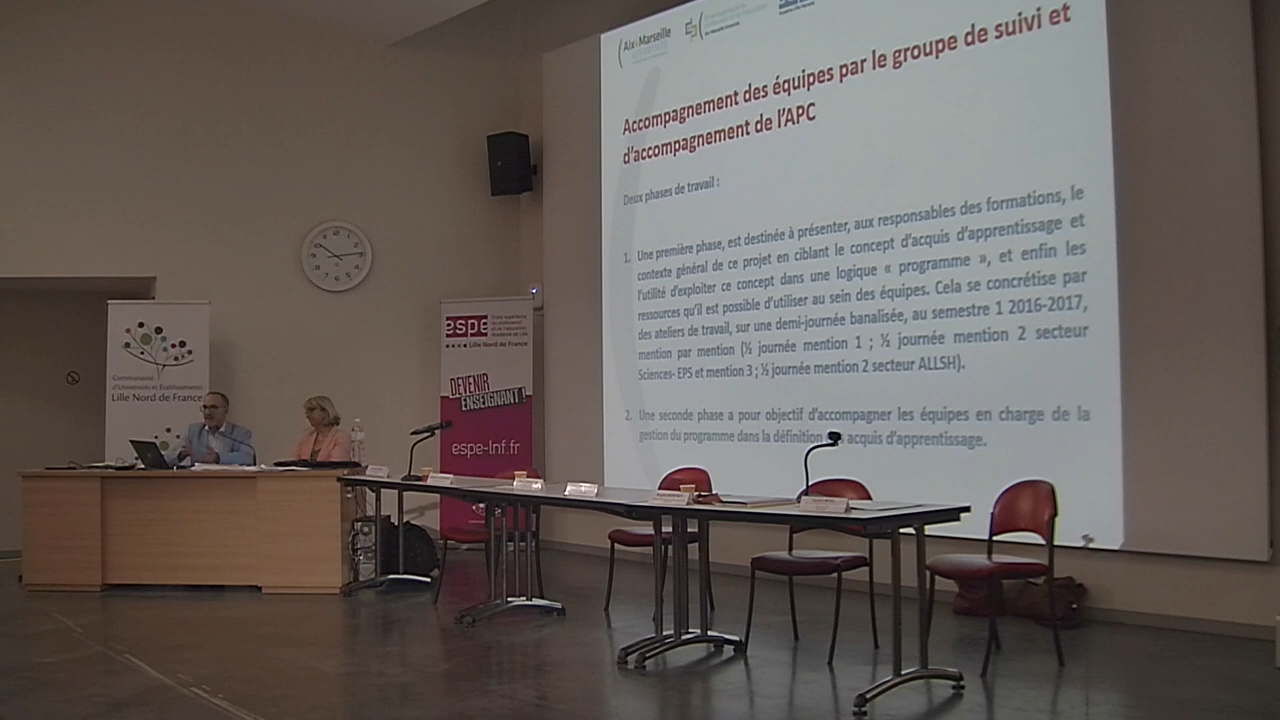 Aix Marseille
université
Accompagnement des équipes par le groupe de suivi et
d'accompagnement de l'APC
Deux phases de travail :
1. Une première phase, est destinée à présenter, aux responsables des formations, le
contexte général de ce projet en ciblant le concept d'acquis d'apprentissage et
l'utilité d'exploiter ce concept dans une logique « programme », et enfin les
ressources qu'il est possible d'utiliser au sein des équipes. Cela se concrétise par
des ateliers de travail, sur une demi-journée banalisée, au semestre 1 2016-2017,
mention par mention (½ journée mention 1 ; ½ journée mention 2 secteur
Sciences- EPS et mention 3 ; ½ journée mention 2 secteur ALLSH).
2. Une seconde phase a pour objectif d'accompagner les équipes en charge de la
gestion du programme dans la définition acquis d'apprentissage.
Communauté
d'Universités et Établissements
Lille Nord de France
espe
Lille Nord de France
DEVENIR
ENSEIGNANT !
espe-lnf.fr